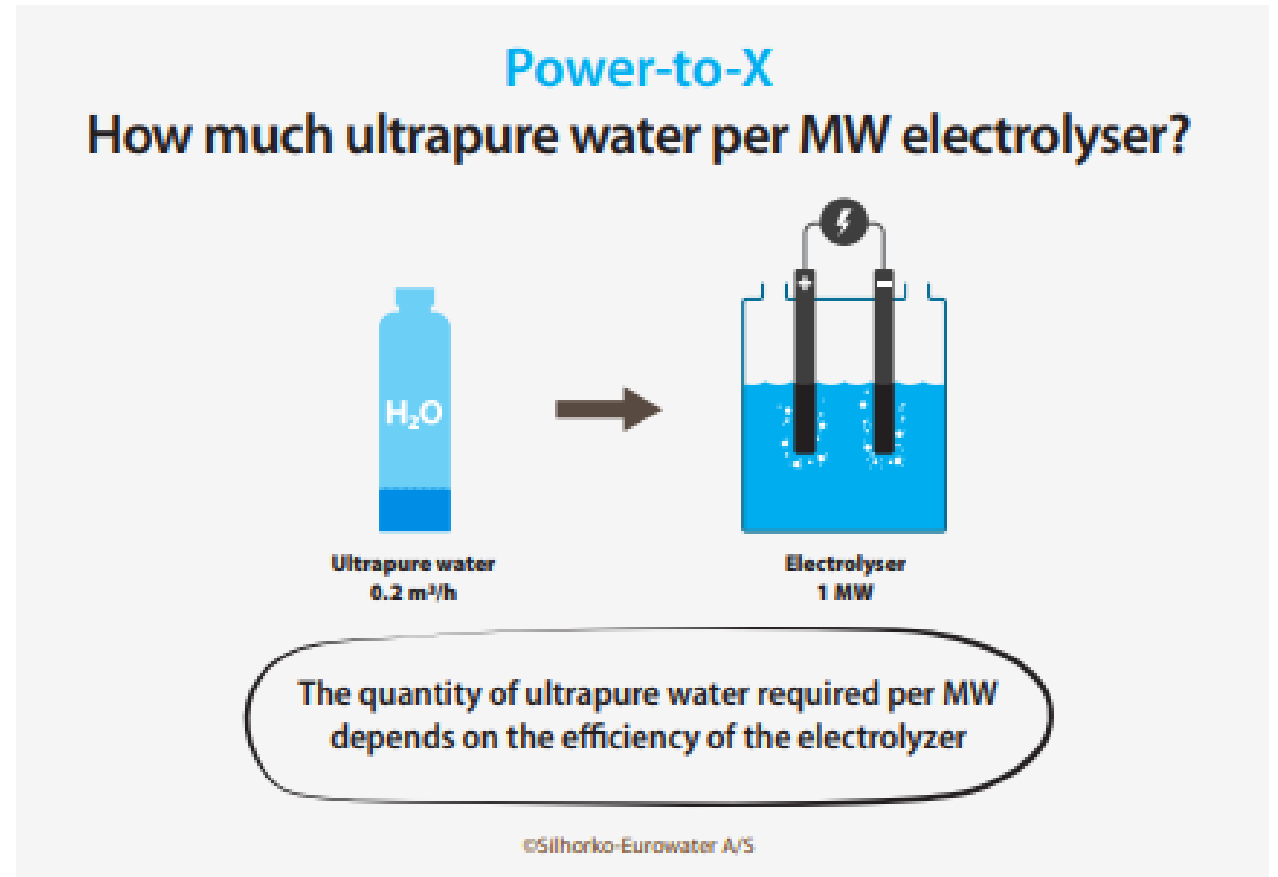 Power-to-X
How much ultrapure water per MW electrolyser?
+
H₂O
Ultrapure water
0.2 m³/h
Electrolyser
1 MW
The quantity of ultrapure water required per MW
depends on the efficiency of the electrolyzer
©Silhorko-Eurowater A/S